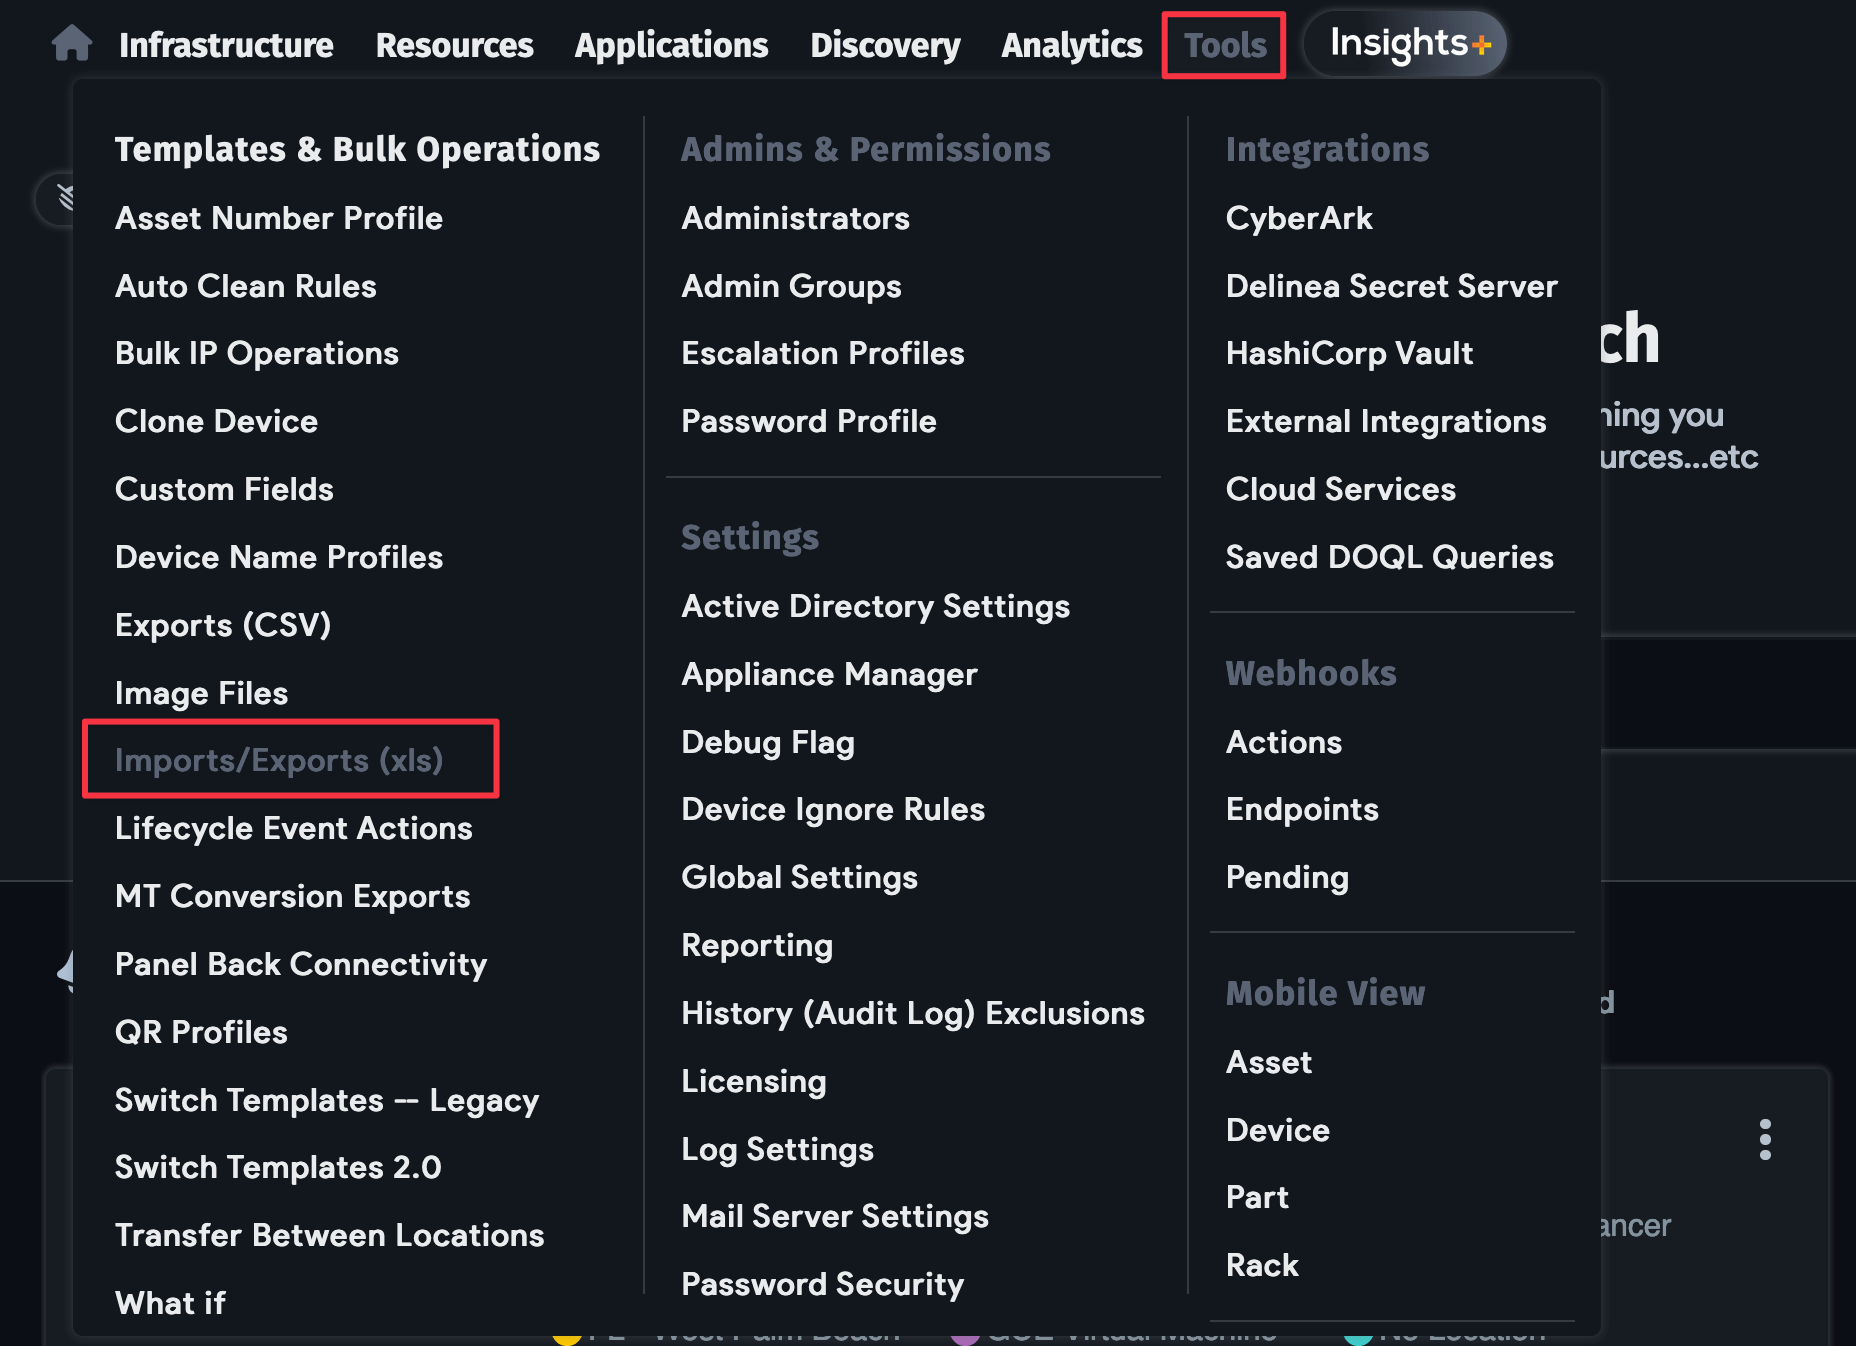 Infrastructure
Resources
Applications
Discovery
Analytics
Tools
Insights+
Templates & Bulk Operations
Asset Number Profile
Auto Clean Rules
Bulk IP Operations
Clone Device
Custom Fields
Device Name Profiles
Exports (CSV)
Image Files
Imports/Exports (xls)
Lifecycle Event Actions
MT Conversion Exports
Panel Back Connectivity
QR Profiles
Switch Templates -- Legacy
Switch Templates 2.0
Transfer Between Locations
What if
Admins & Permissions
Administrators
Admin Groups
Escalation Profiles
Password Profile
Settings
Active Directory Settings
Appliance Manager
Debug Flag
Device Ignore Rules
Global Settings
Reporting
History (Audit Log) Exclusions
Licensing
Log Settings
Mail Server Settings
Password Security
Integrations
CyberArk
Delinea Secret Server
HashiCorp Vault
External Integrations
Cloud Services
Saved DOQL Queries
Webhooks
Actions
Endpoints
Pending
Mobile View
Asset
Device
Part
Rack
you
...etc